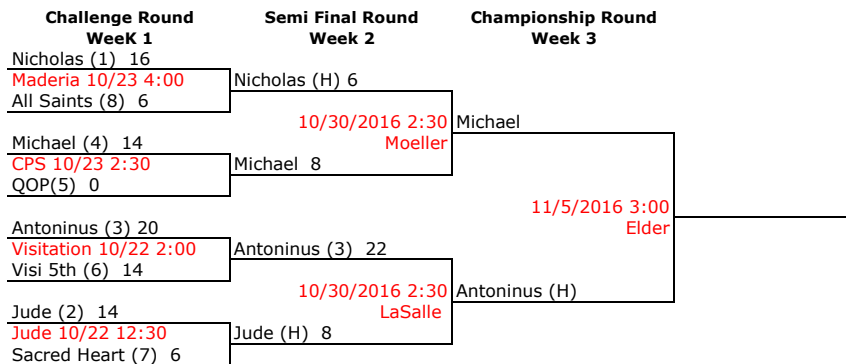 Challenge Round
WeeK 1
Semi Final Round
Week 2
Championship Round
Week 3
Nicholas (1) 16
Maderia 10/23 4:00
All Saints (8) 6
Nicholas (H) 6
10/30/2016 2:30
Moeller
Michael
Michael (4) 14
CPS 10/23 2:30
QOP(5) 0
Michael 8
11/5/2016 3:00
Elder
Antoninus (3) 20
Visitation 10/22 2:00
Visi 5th (6) 14
Antoninus (3) 22
10/30/2016 2:30
LaSalle
Antoninus (H)
Jude (2) 14
Jude 10/22 12:30
Sacred Heart (7) 6
Jude (H) 8